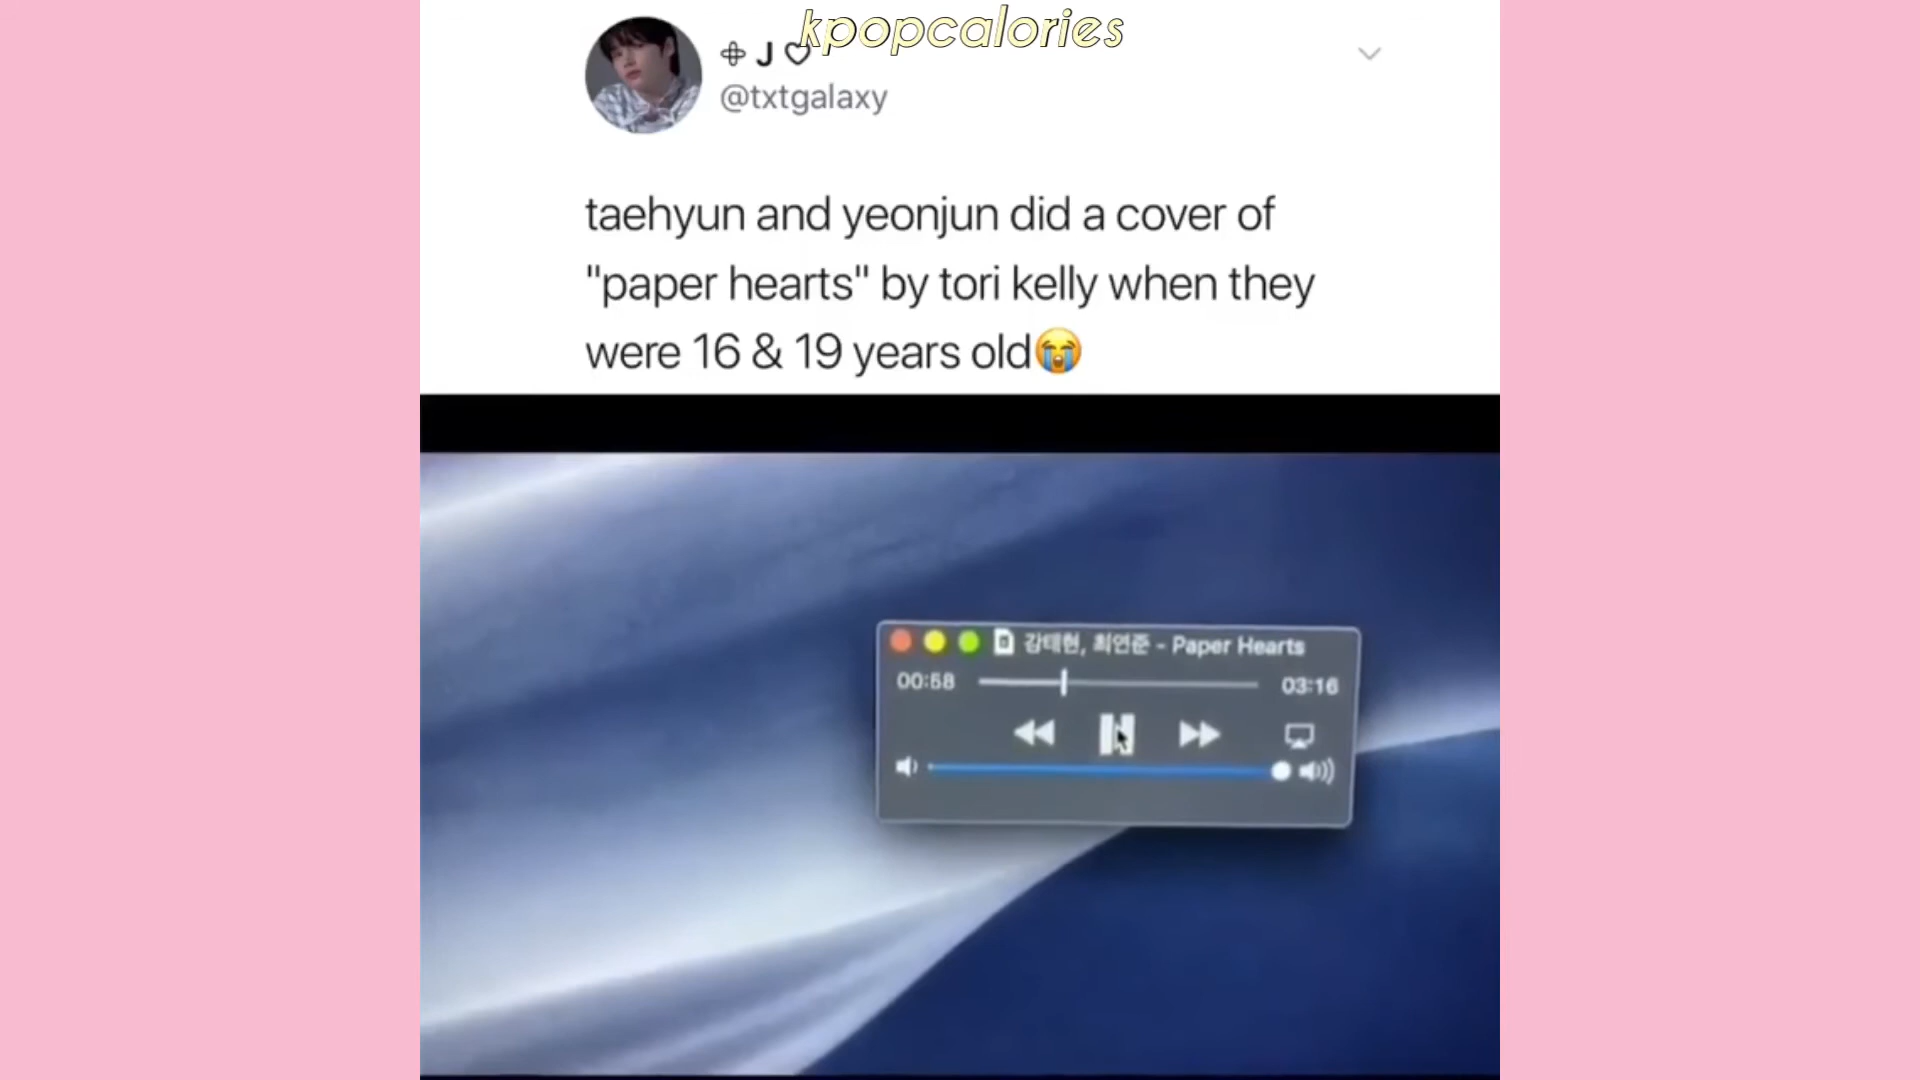 kpopcalories
J ♡
@txtgalaxy
taehyun and yeonjun did a cover of
"paper hearts" by tori kelly when they
were 16 & 19 years old😭
강태현, 최연준 - Paper Hearts
00:58
03:16